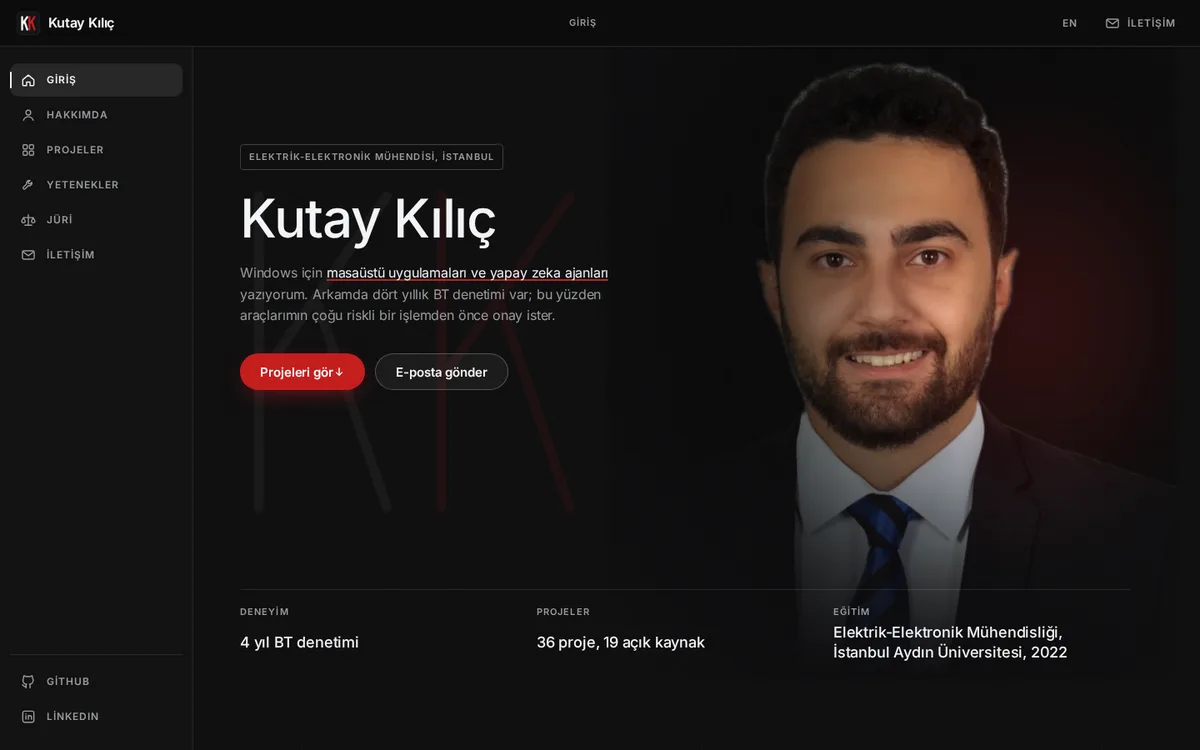 KK Kutay Kılıç
GİRİŞ
EN
İLETİŞİM
GİRİŞ
HAKKIMDA
PROJELER
YETENEKLER
JÜRİ
İLETİŞİM
GİTHUB
LİNKEDIN
ELEKTRİK-ELEKTRONİK MÜHENDİSİ, İSTANBUL
KK
Kutay Kılıç
Windows için masaüstü uygulamaları ve yapay zeka ajanları
yazıyorum. Arkamda dört yıllık BT denetimi var; bu yüzden
araçlarımın çoğu riskli bir işlemden önce onay ister.
Projeleri gör↓
E-posta gönder
DENEYİM
4 yıl BT denetimi
PROJELER
36 proje, 19 açık kaynak
EĞİTİM
Elektrik-Elektronik Mühendisliği,
İstanbul Aydın Üniversitesi, 2022